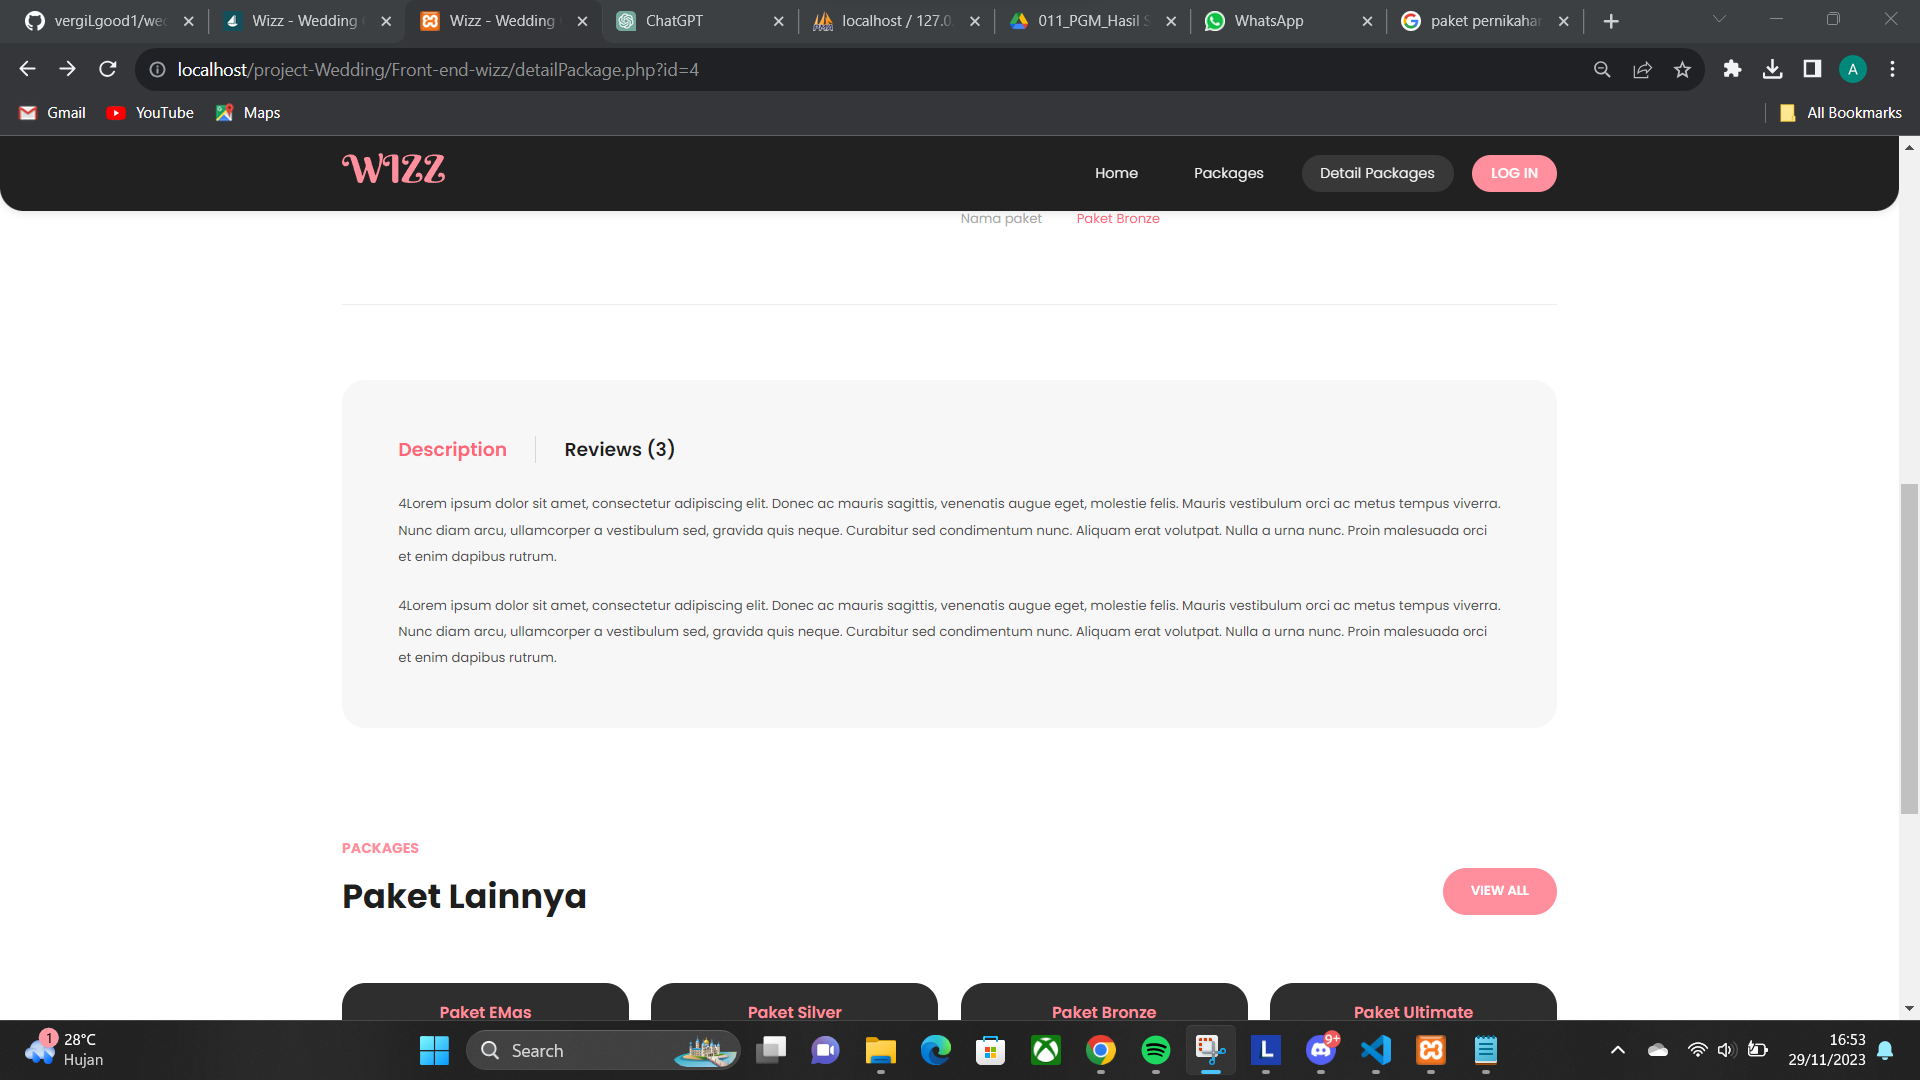 vergiLgood1/wed
Wizz - Wedding
Wizz - Wedding
ChatGPT
localhost / 127.0.
011_PGM_Hasil S
WhatsApp
paket pernikahan
localhost/project-Wedding/Front-end-wizz/detailPackage.php?id=4
A
Gmail
YouTube
Maps
All Bookmarks
WIZZ
Home
Packages
Detail Packages
LOG IN
Nama paket
Paket Bronze
Description
Reviews (3)
4Lorem ipsum dolor sit amet, consectetur adipiscing elit. Donec ac mauris sagittis, venenatis augue eget, molestie felis. Mauris vestibulum orci ac metus tempus viverra.
Nunc diam arcu, ullamcorper a vestibulum sed, gravida quis neque. Curabitur sed condimentum nunc. Aliquam erat volutpat. Nulla a urna nunc. Proin malesuada orci
et enim dapibus rutrum.
4Lorem ipsum dolor sit amet, consectetur adipiscing elit. Donec ac mauris sagittis, venenatis augue eget, molestie felis. Mauris vestibulum orci ac metus tempus viverra.
Nunc diam arcu, ullamcorper a vestibulum sed, gravida quis neque. Curabitur sed condimentum nunc. Aliquam erat volutpat. Nulla a urna nunc. Proin malesuada orci
et enim dapibus rutrum.
PACKAGES
Paket Lainnya
VIEW ALL
Paket EMas
Paket Silver
Paket Bronze
Paket Ultimate
1
28°C
Hujan
Search
L
9+
16:53
29/11/2023